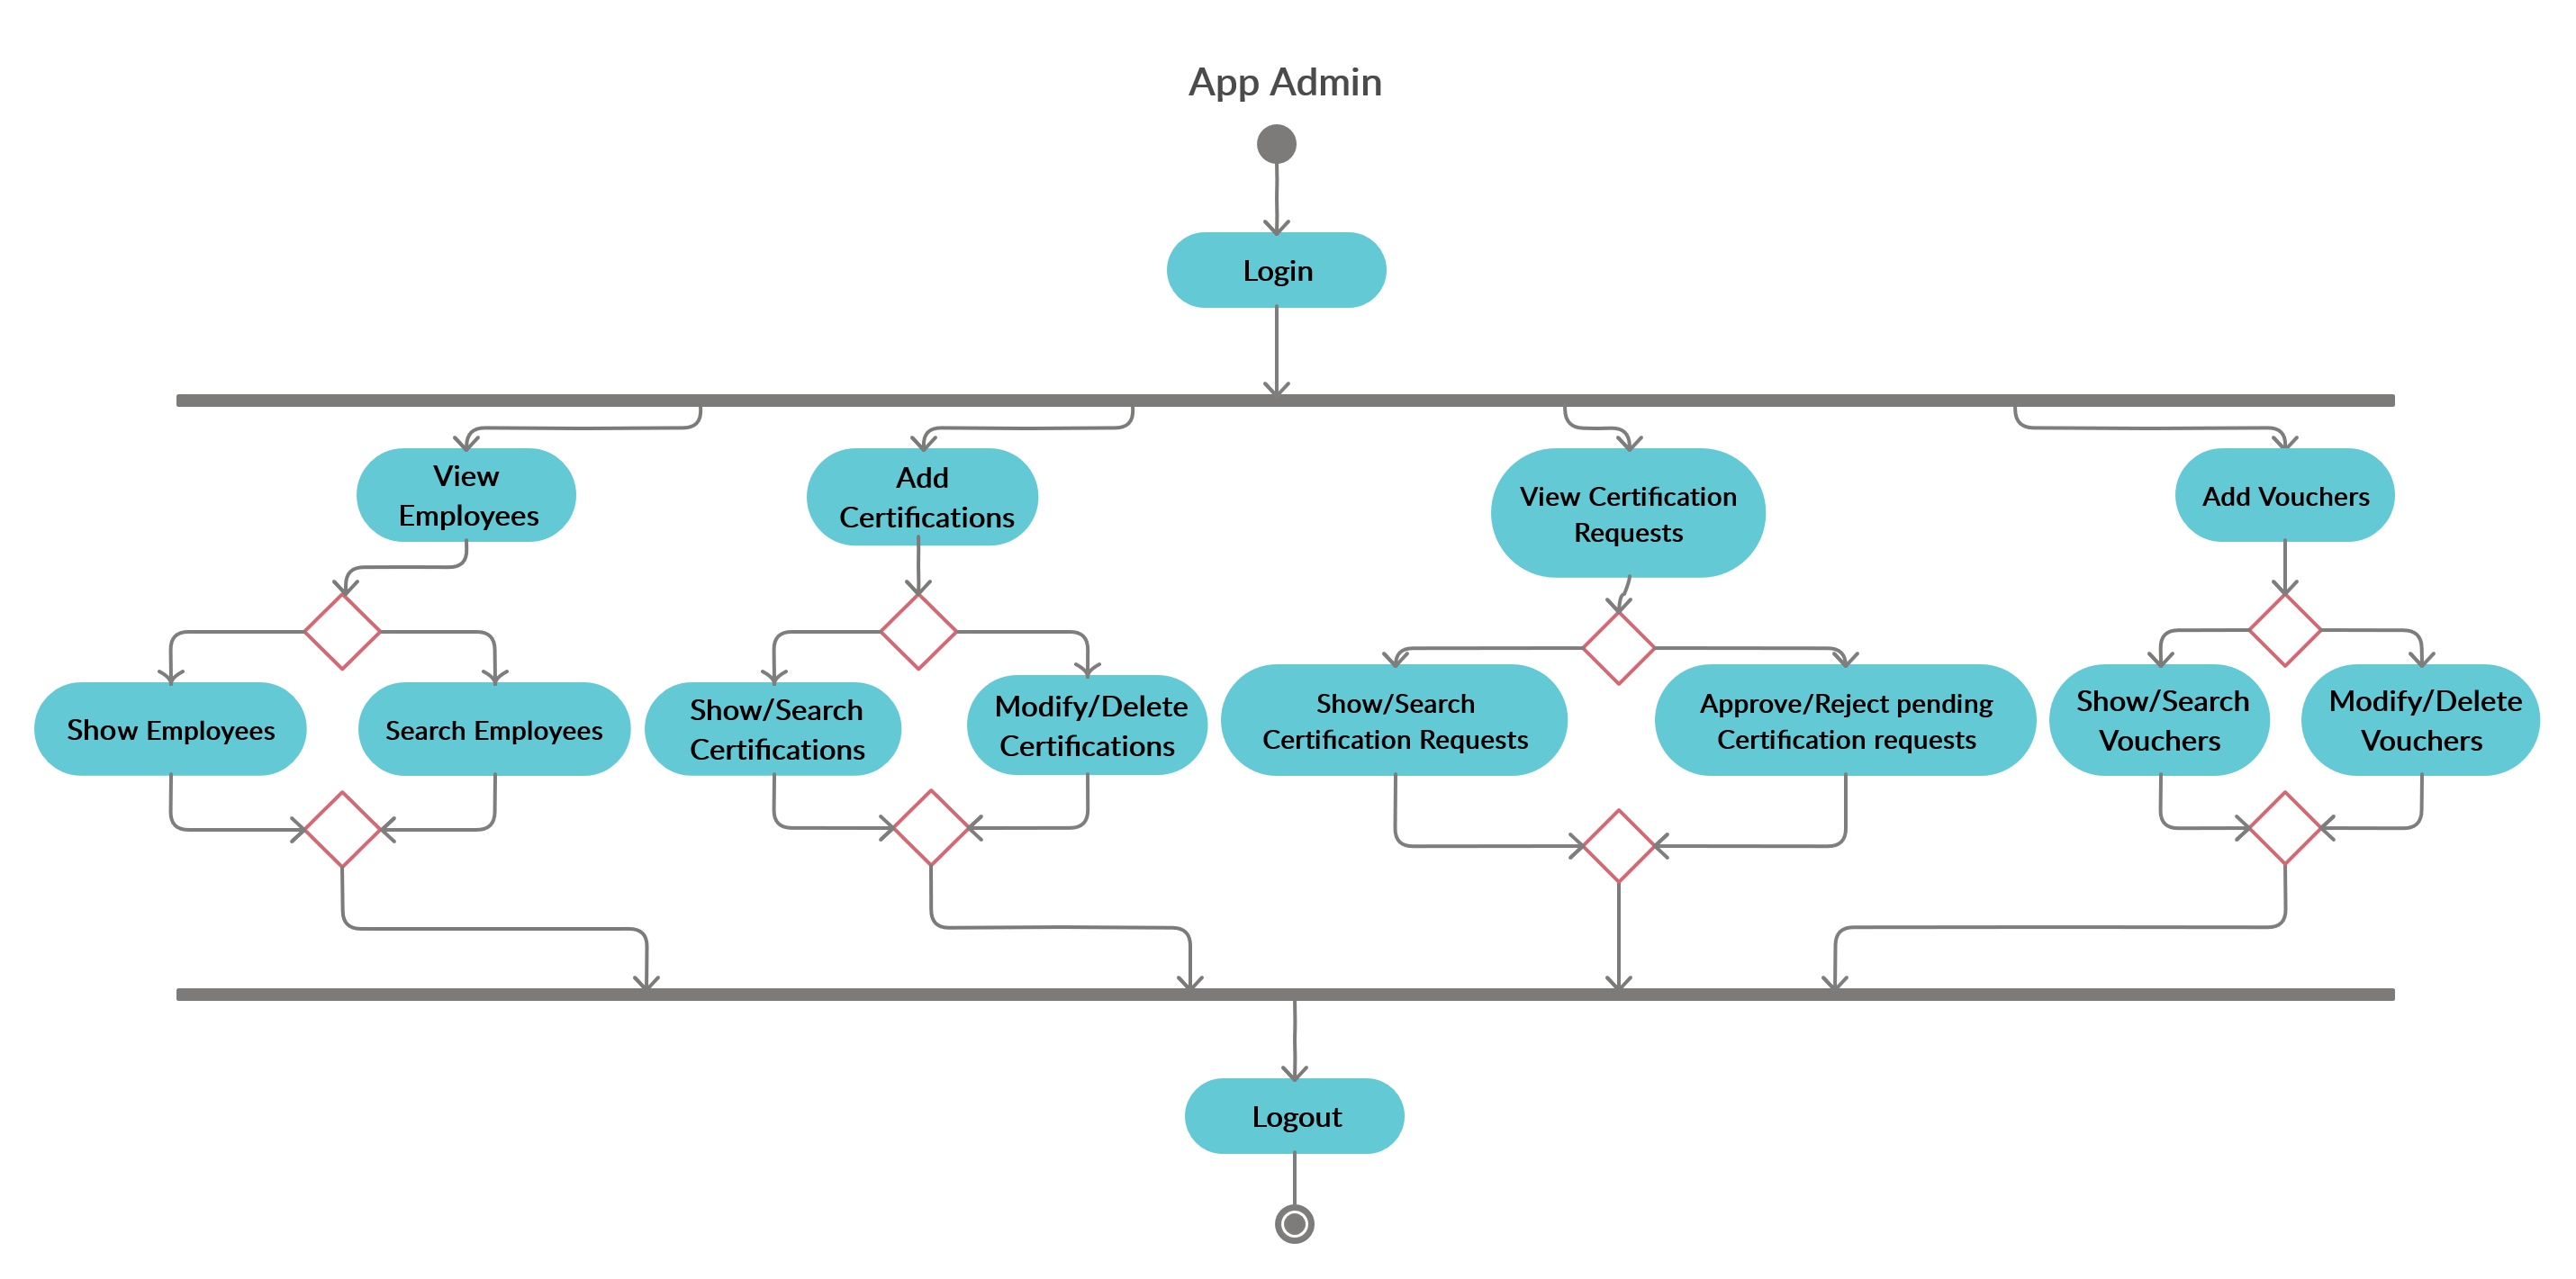 App Admin
Login
View
Employees
Add
Certifications
View Certification
Requests
Add Vouchers
Show Employees
Search Employees
Show/Search
Certifications
Modify/Delete
Certifications
Show/Search
Certification Requests
Approve/Reject pending
Certification requests
Show/Search
Vouchers
Modify/Delete
Vouchers
Logout